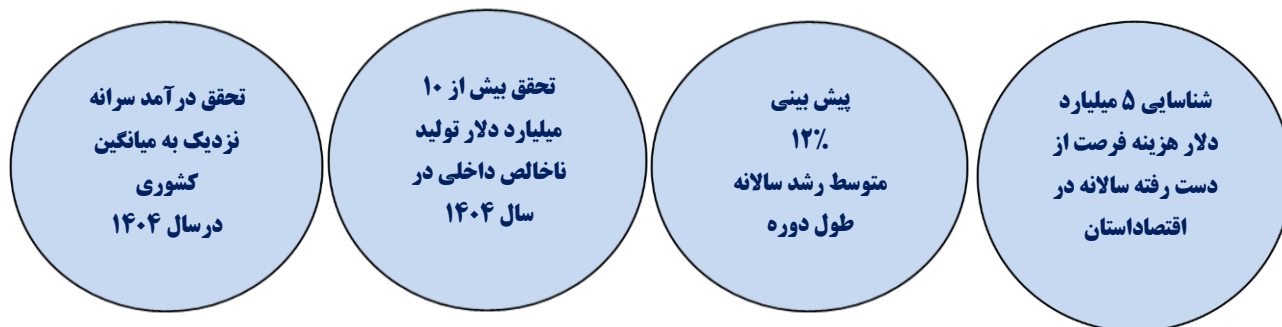 شناسایی ۵ میلیارد
دلار هزینه فرصت از
دست رفته سالانه در
اقتصاداستان
پیش بینی
۱۲٪
متوسط رشد سالانه
طول دوره
تحقق بیش از ۱۰
میلیارد دلار تولید
ناخالص داخلی در
سال ۱۴۰۴
تحقق درآمد سرانه
نزدیک به میانگین
کشوری
درسال ۱۴۰۴